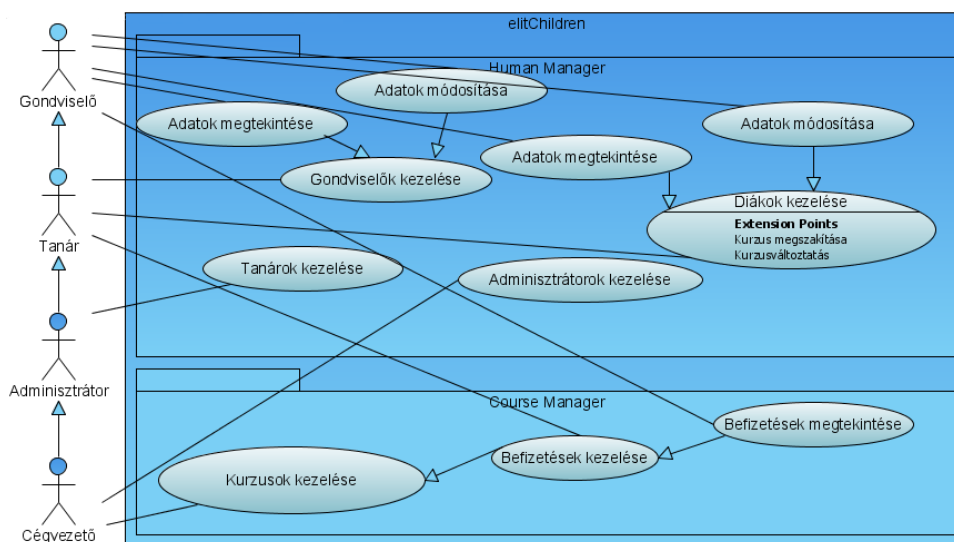 elitChildren
Human Manager
Gondviselő
Adatok módosítása
Adatok megtekintése
Adatok módosítása
Adatok megtekintése
Gondviselők kezelése
Diákok kezelése
Extension Points
Kurzus megszakítása
Kurzusváltoztatás
Tanár
Tanárok kezelése
Adminisztrátorok kezelése
Adminisztrátor
Course Manager
Befizetések megtekintése
Befizetések kezelése
Kurzusok kezelése
Cégvezető